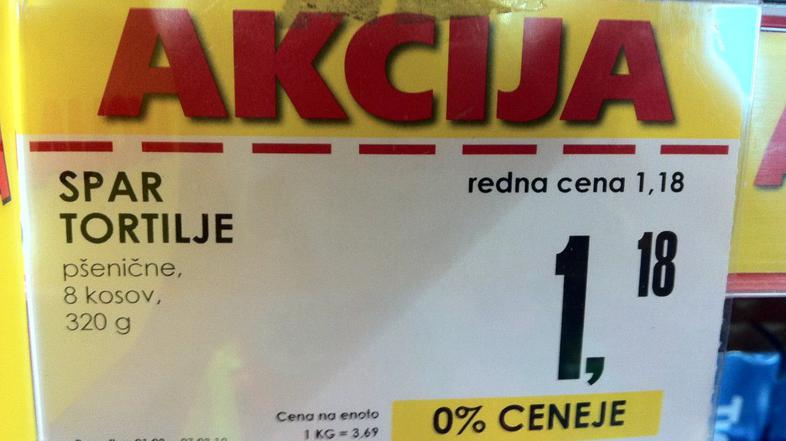 AKCIJA
SPAR
TORTILJE
pšenične,
8 kosov,
320 g
redna cena 1,18
1,18
Cena na enoto
1 KG = 3,69
0% CENEJE